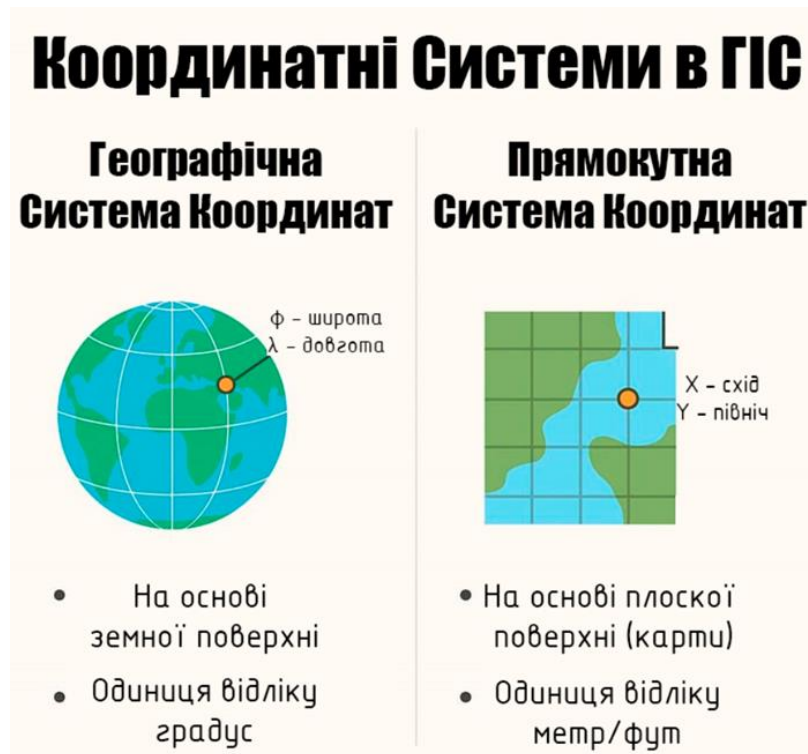 Координатні Системи в ГІС
Географічна
Система Координат
φ – широта
λ – довгота
• На основі
земної поверхні
• Одиниця відліку
градус
Прямокутна
Система Координат
X – схід
Y – північ
• На основі плоскої
поверхні (карти)
• Одиниця відліку
метр/фут